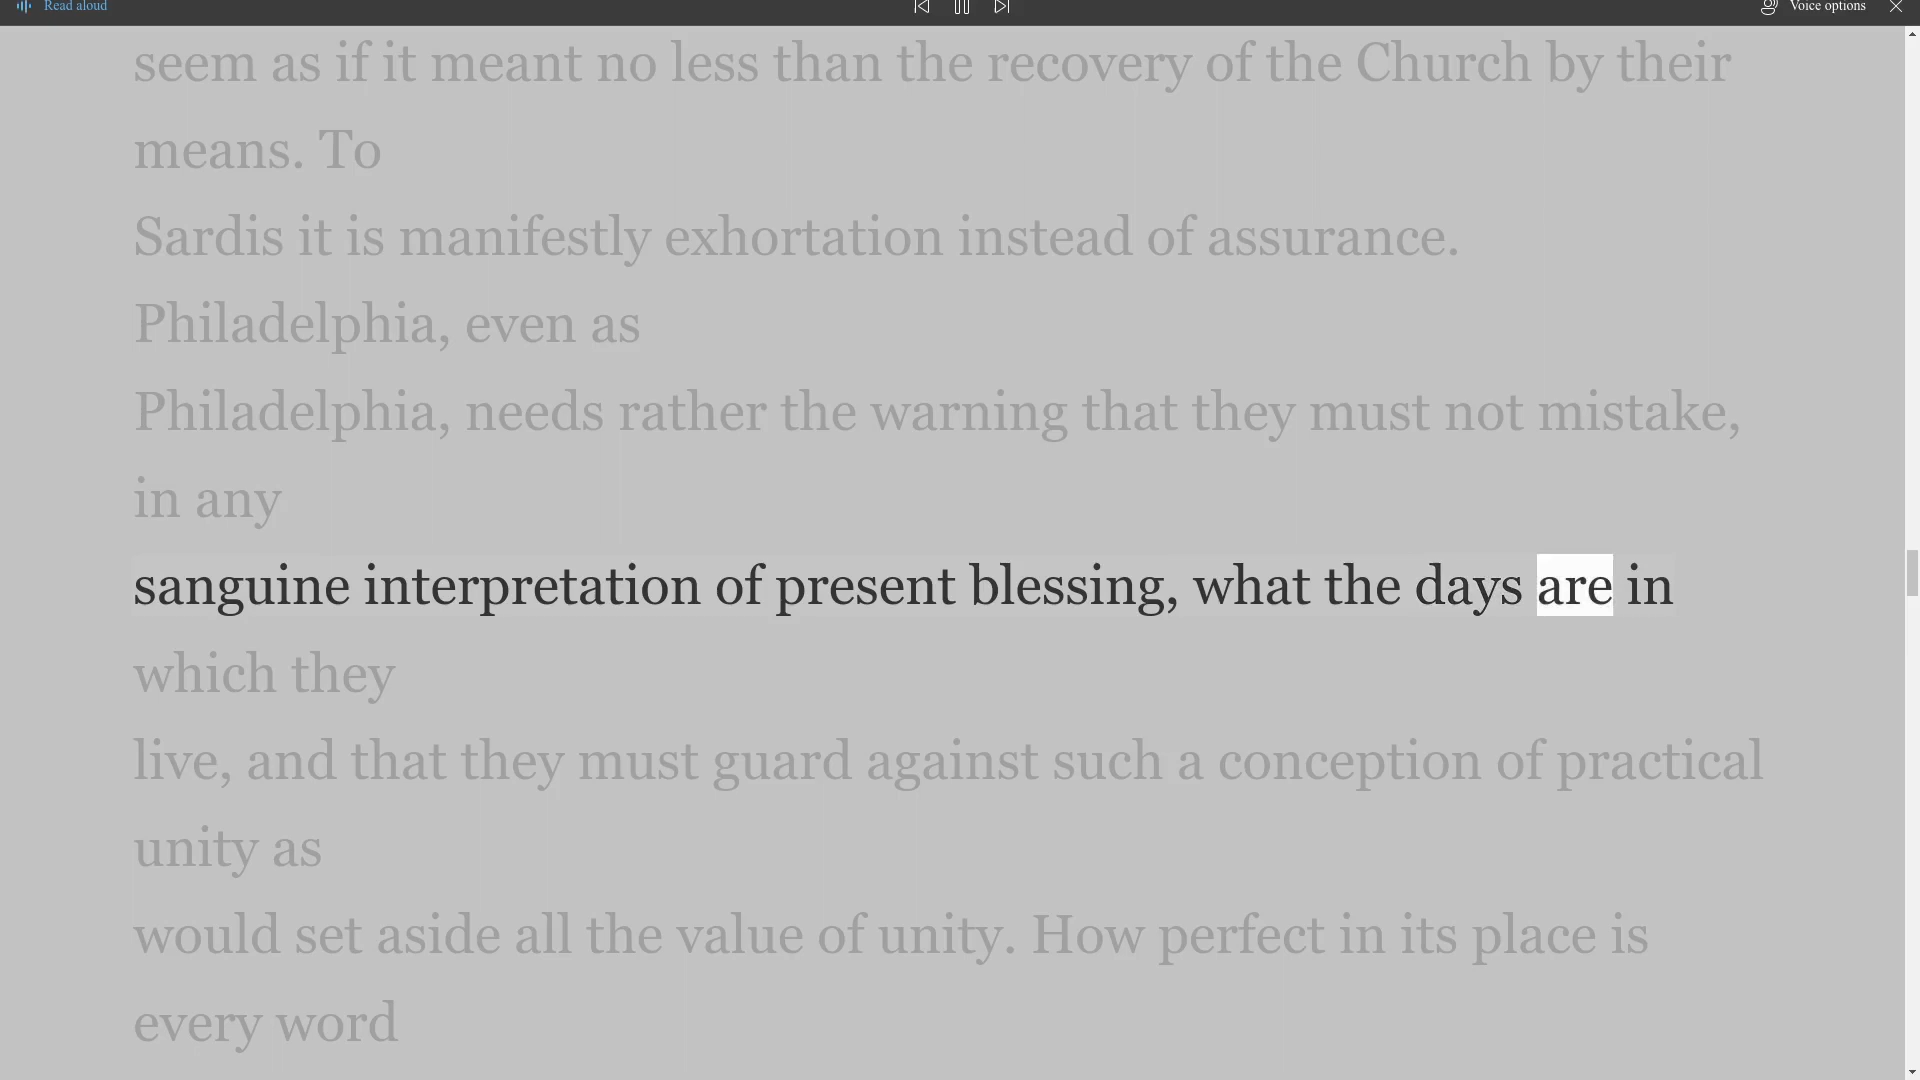 Read aloud
Voice options
seem as if it meant no less than the recovery of the Church by their
means. To
Sardis it is manifestly exhortation instead of assurance.
Philadelphia, even as
Philadelphia, needs rather the warning that they must not mistake,
in any
sanguine interpretation of present blessing, what the days are in
which they
live, and that they must guard against such a conception of practical
unity as
would set aside all the value of unity. How perfect in its place is
every word